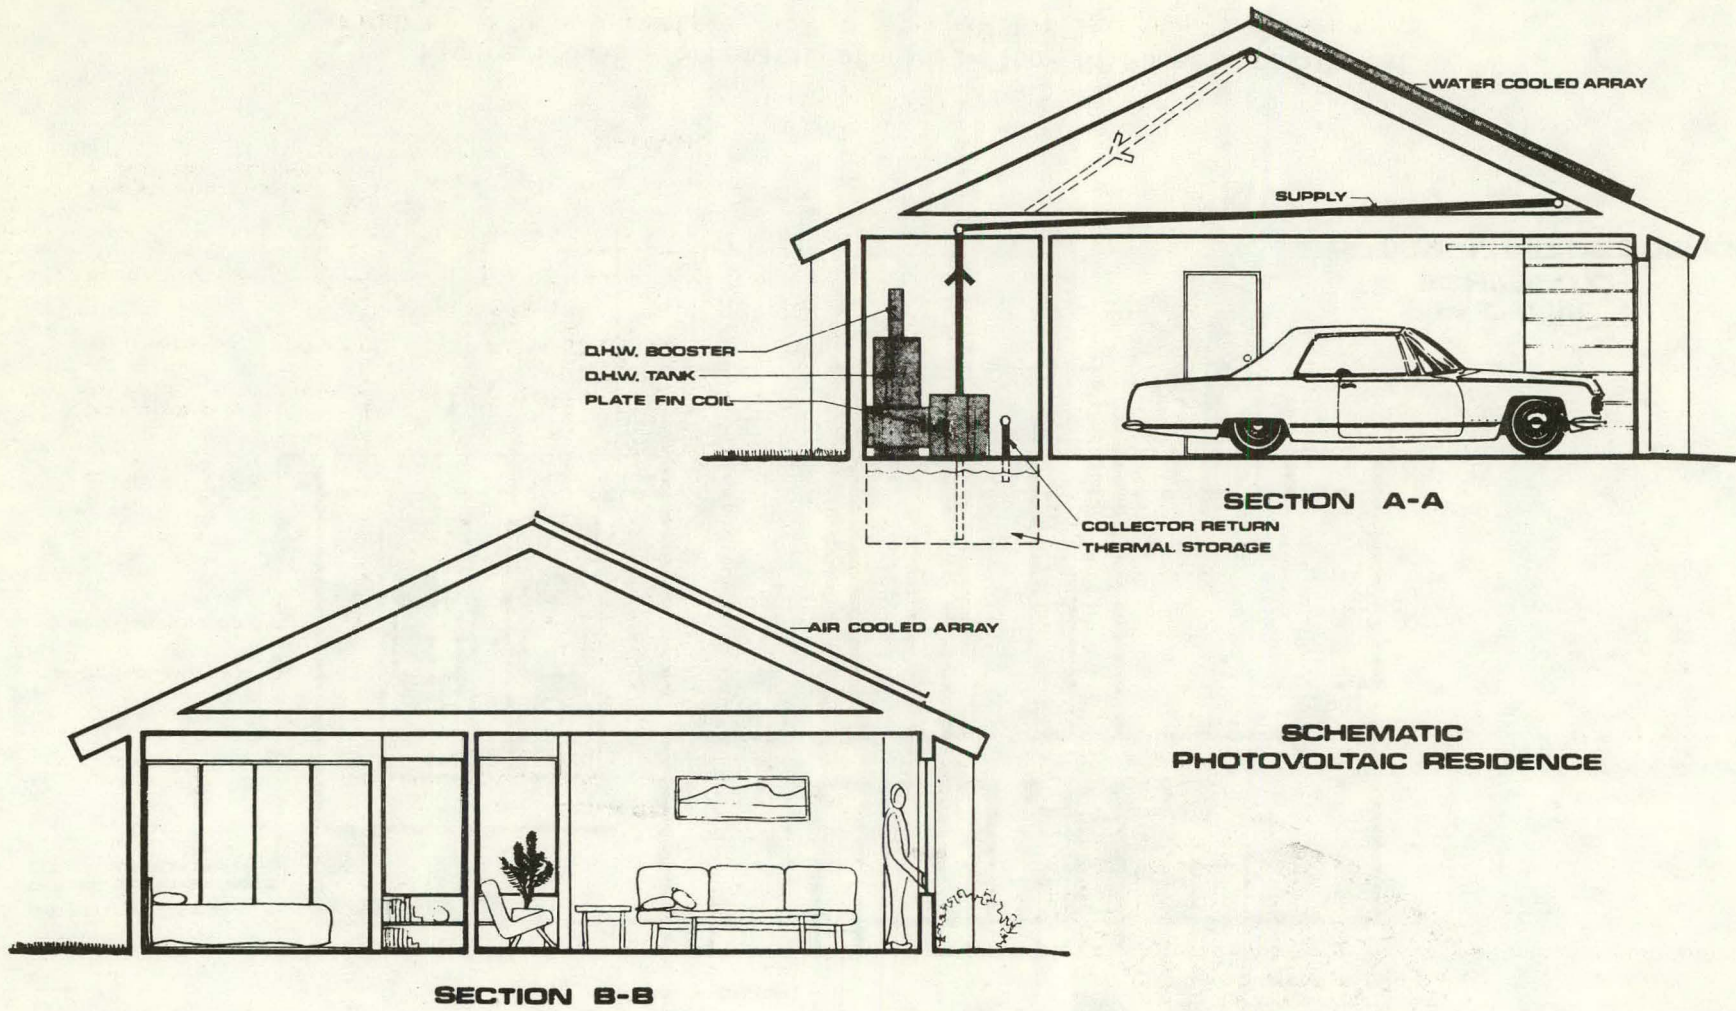 WATER COOLED ARRAY
SUPPLY
D.H.W. BOOSTER
D.H.W. TANK
PLATE FIN COIL
SECTION A-A
COLLECTOR RETURN
THERMAL STORAGE
AIR COOLED ARRAY
SCHEMATIC
PHOTOVOLTAIC RESIDENCE
SECTION B-B